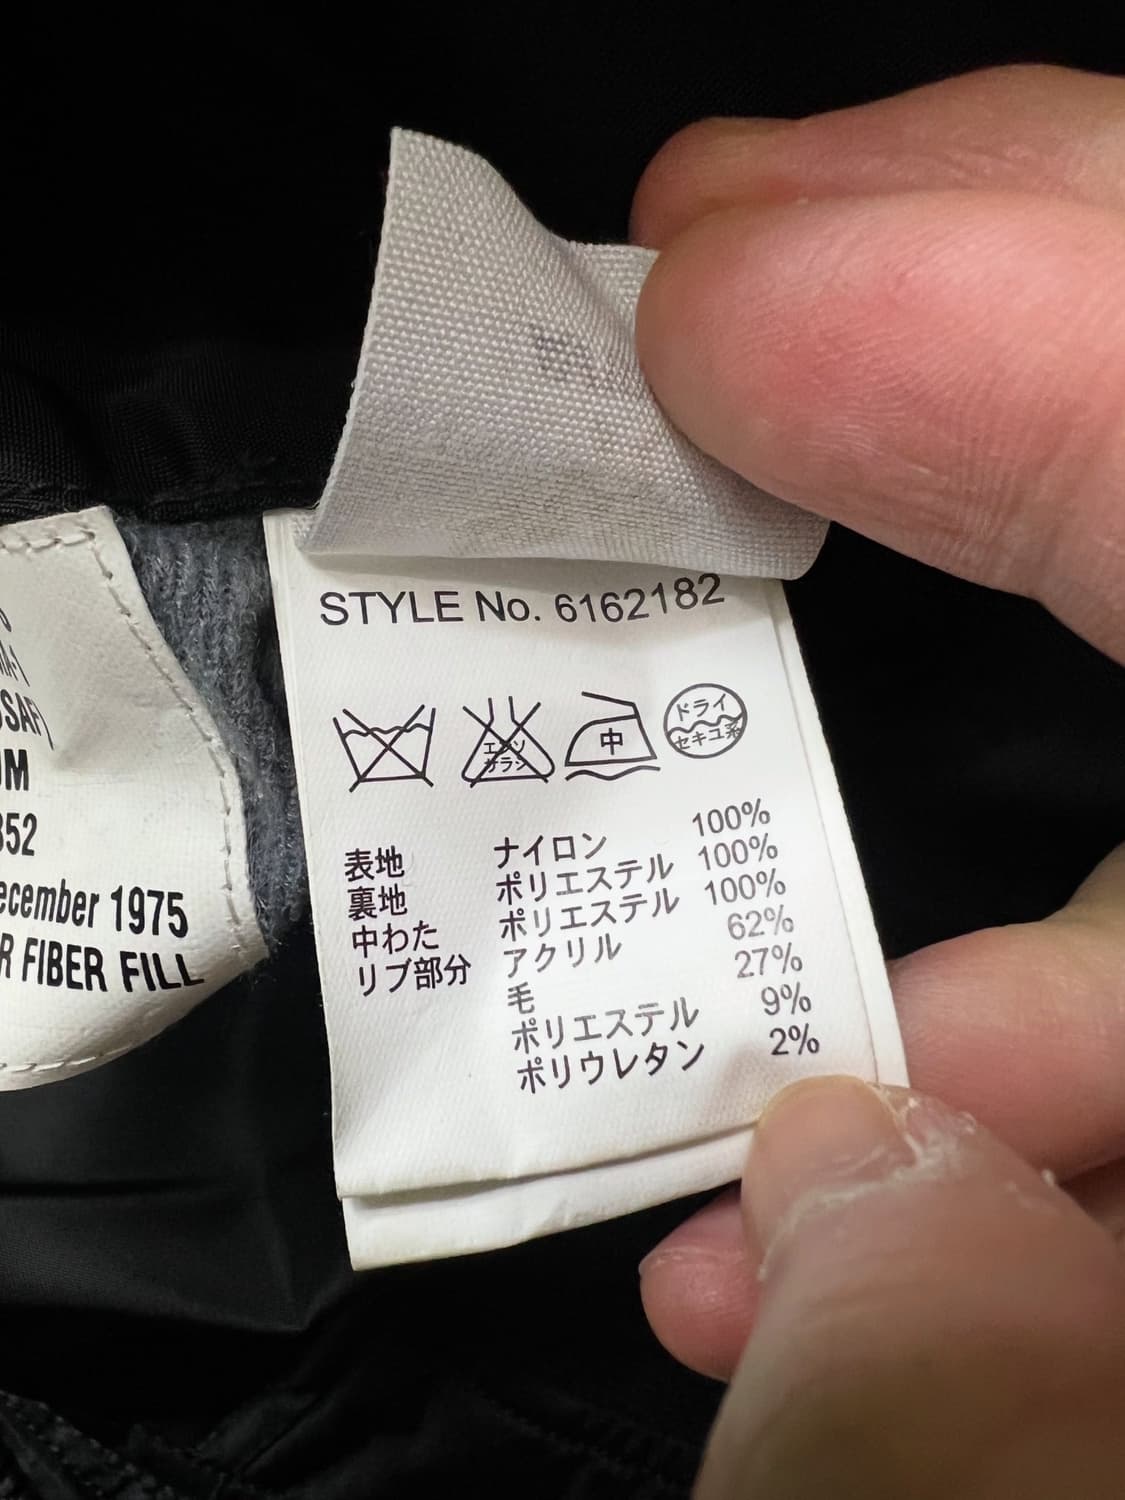 UM
352
ecember 1975
R FIBER FILL
STYLE No. 6162182
エンソ
サラシ
中
ドライ
セキユ系
表地 ナイロン 100%
裏地 ポリエステル 100%
中わた ポリエステル 100%
リブ部分 アクリル 62%
毛 27%
ポリエステル 9%
ポリウレタン 2%